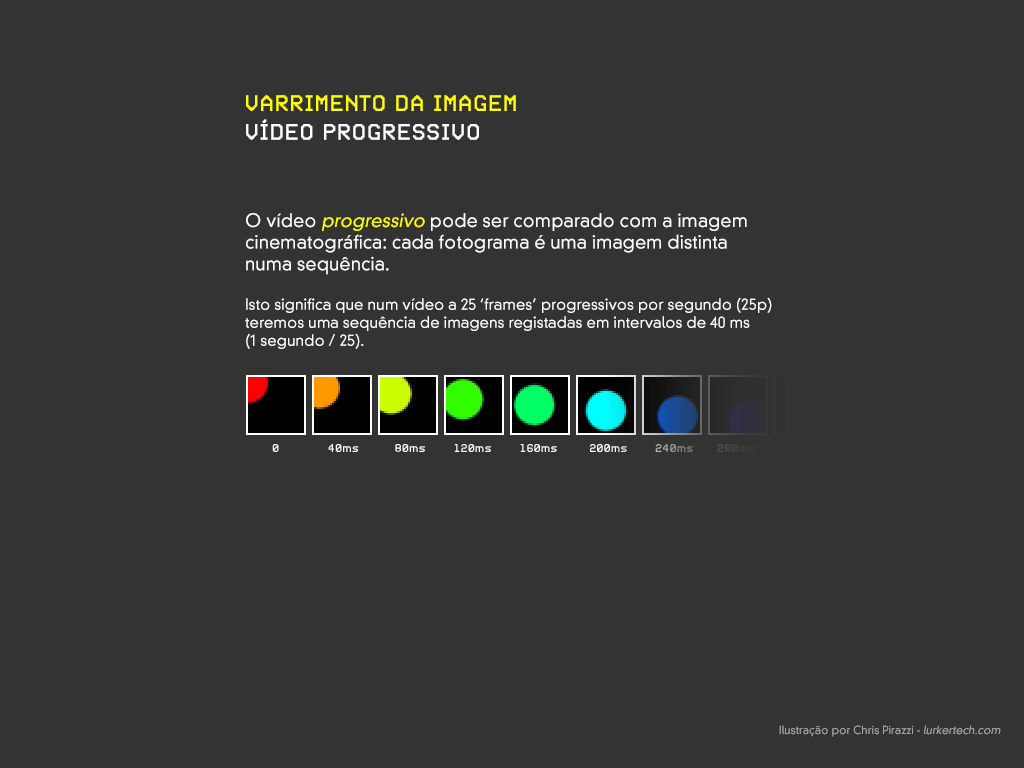 VARRIMENTO DA IMAGEM
VÍDEO PROGRESSIVO
O vídeo progressivo pode ser comparado com a imagem
cinematográfica: cada fotograma é uma imagem distinta
numa sequência.
Isto significa que num vídeo a 25 ‘frames’ progressivos por segundo (25p)
teremos uma sequência de imagens registadas em intervalos de 40 ms
(1 segundo / 25).
0 40ms 80ms 120ms 160ms 200ms 240ms 280ms
Ilustração por Chris Pirazzi - lurkertech.com